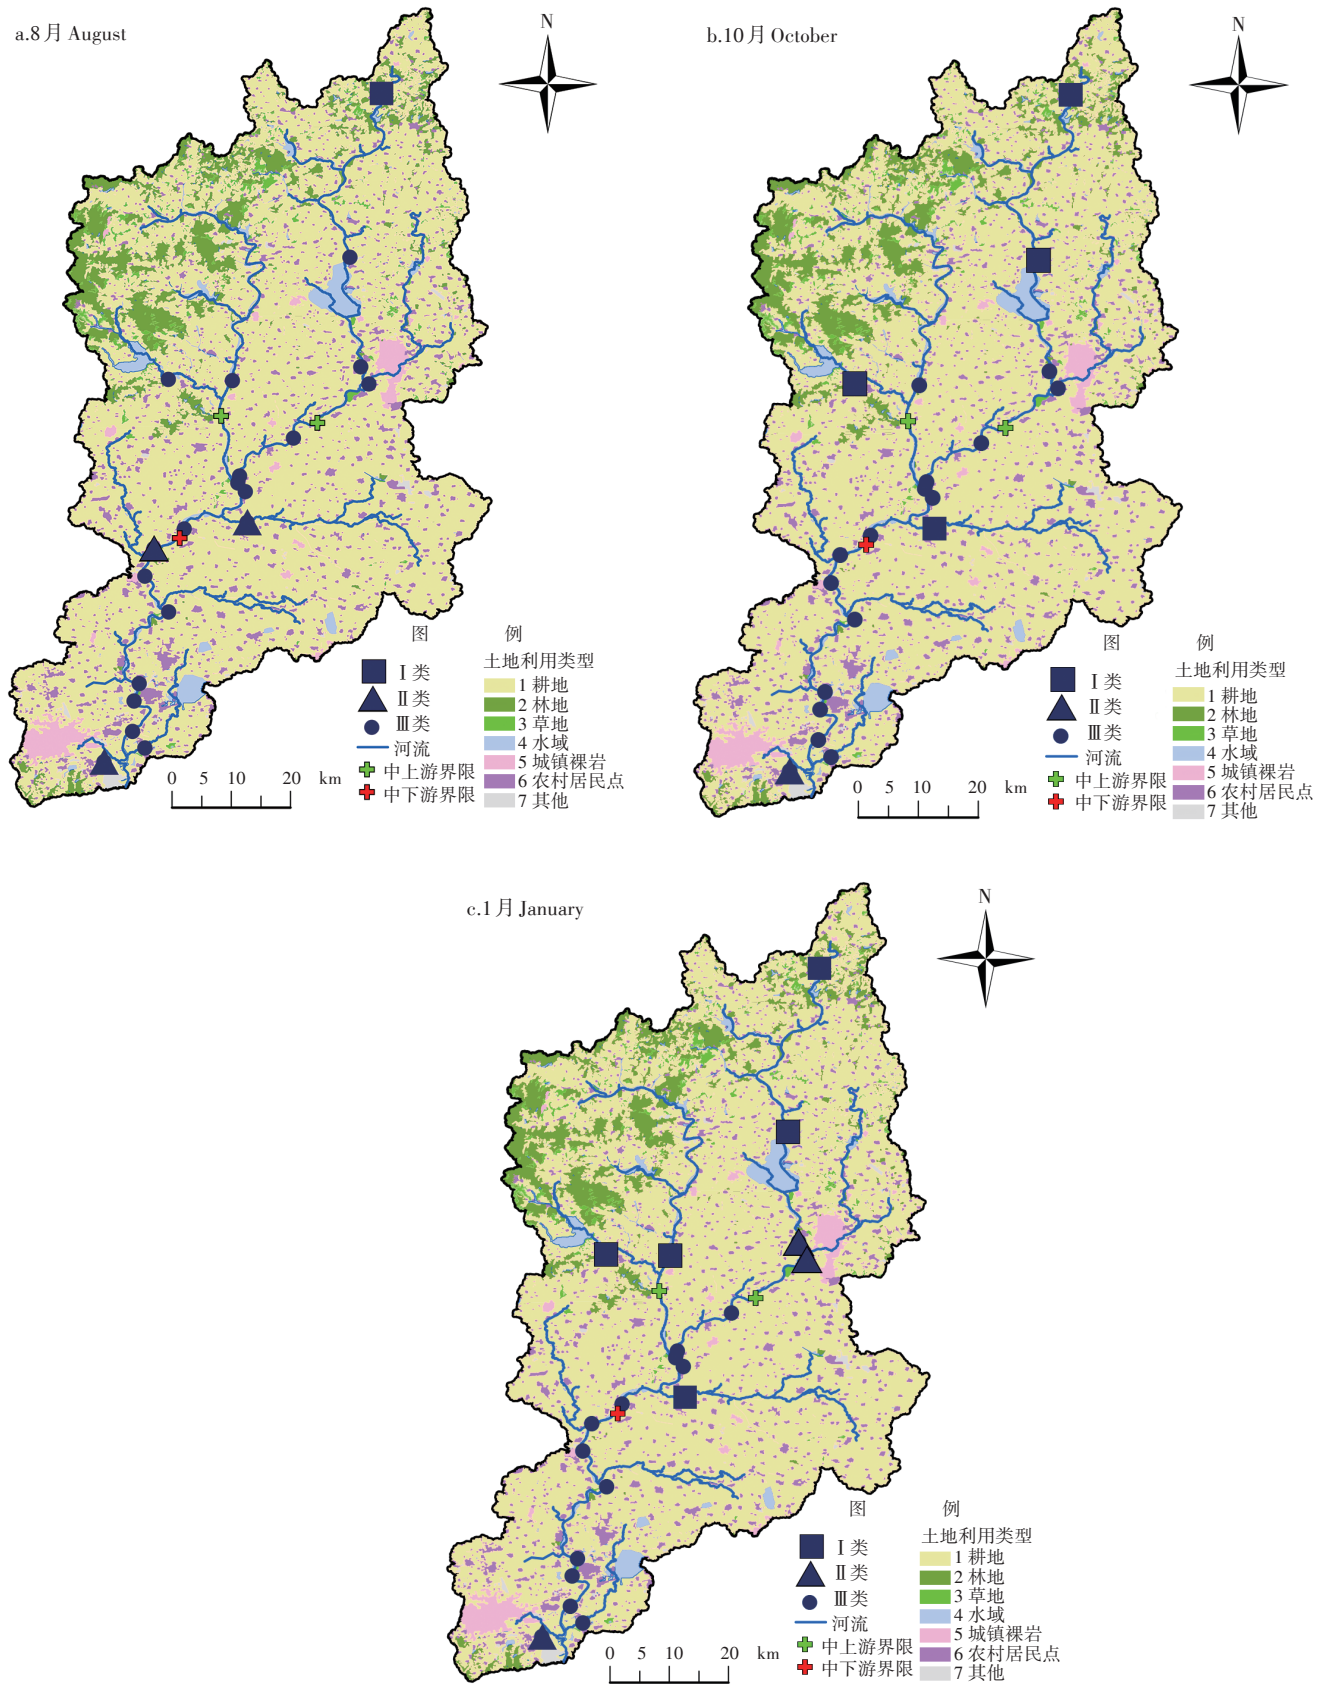 a.8月 August
N
图 例
Ⅰ类
Ⅱ类
Ⅲ类
河流
中上游界限
中下游界限
土地利用类型
1 耕地
2 林地
3 草地
4 水域
5 城镇裸岩
6 农村居民点
7 其他
0 5 10 20 km
b.10月 October
N
图 例
Ⅰ类
Ⅱ类
Ⅲ类
河流
中上游界限
中下游界限
土地利用类型
1 耕地
2 林地
3 草地
4 水域
5 城镇裸岩
6 农村居民点
7 其他
0 5 10 20 km
c.1月 January
N
图 例
Ⅰ类
Ⅱ类
Ⅲ类
河流
中上游界限
中下游界限
土地利用类型
1 耕地
2 林地
3 草地
4 水域
5 城镇裸岩
6 农村居民点
7 其他
0 5 10 20 km